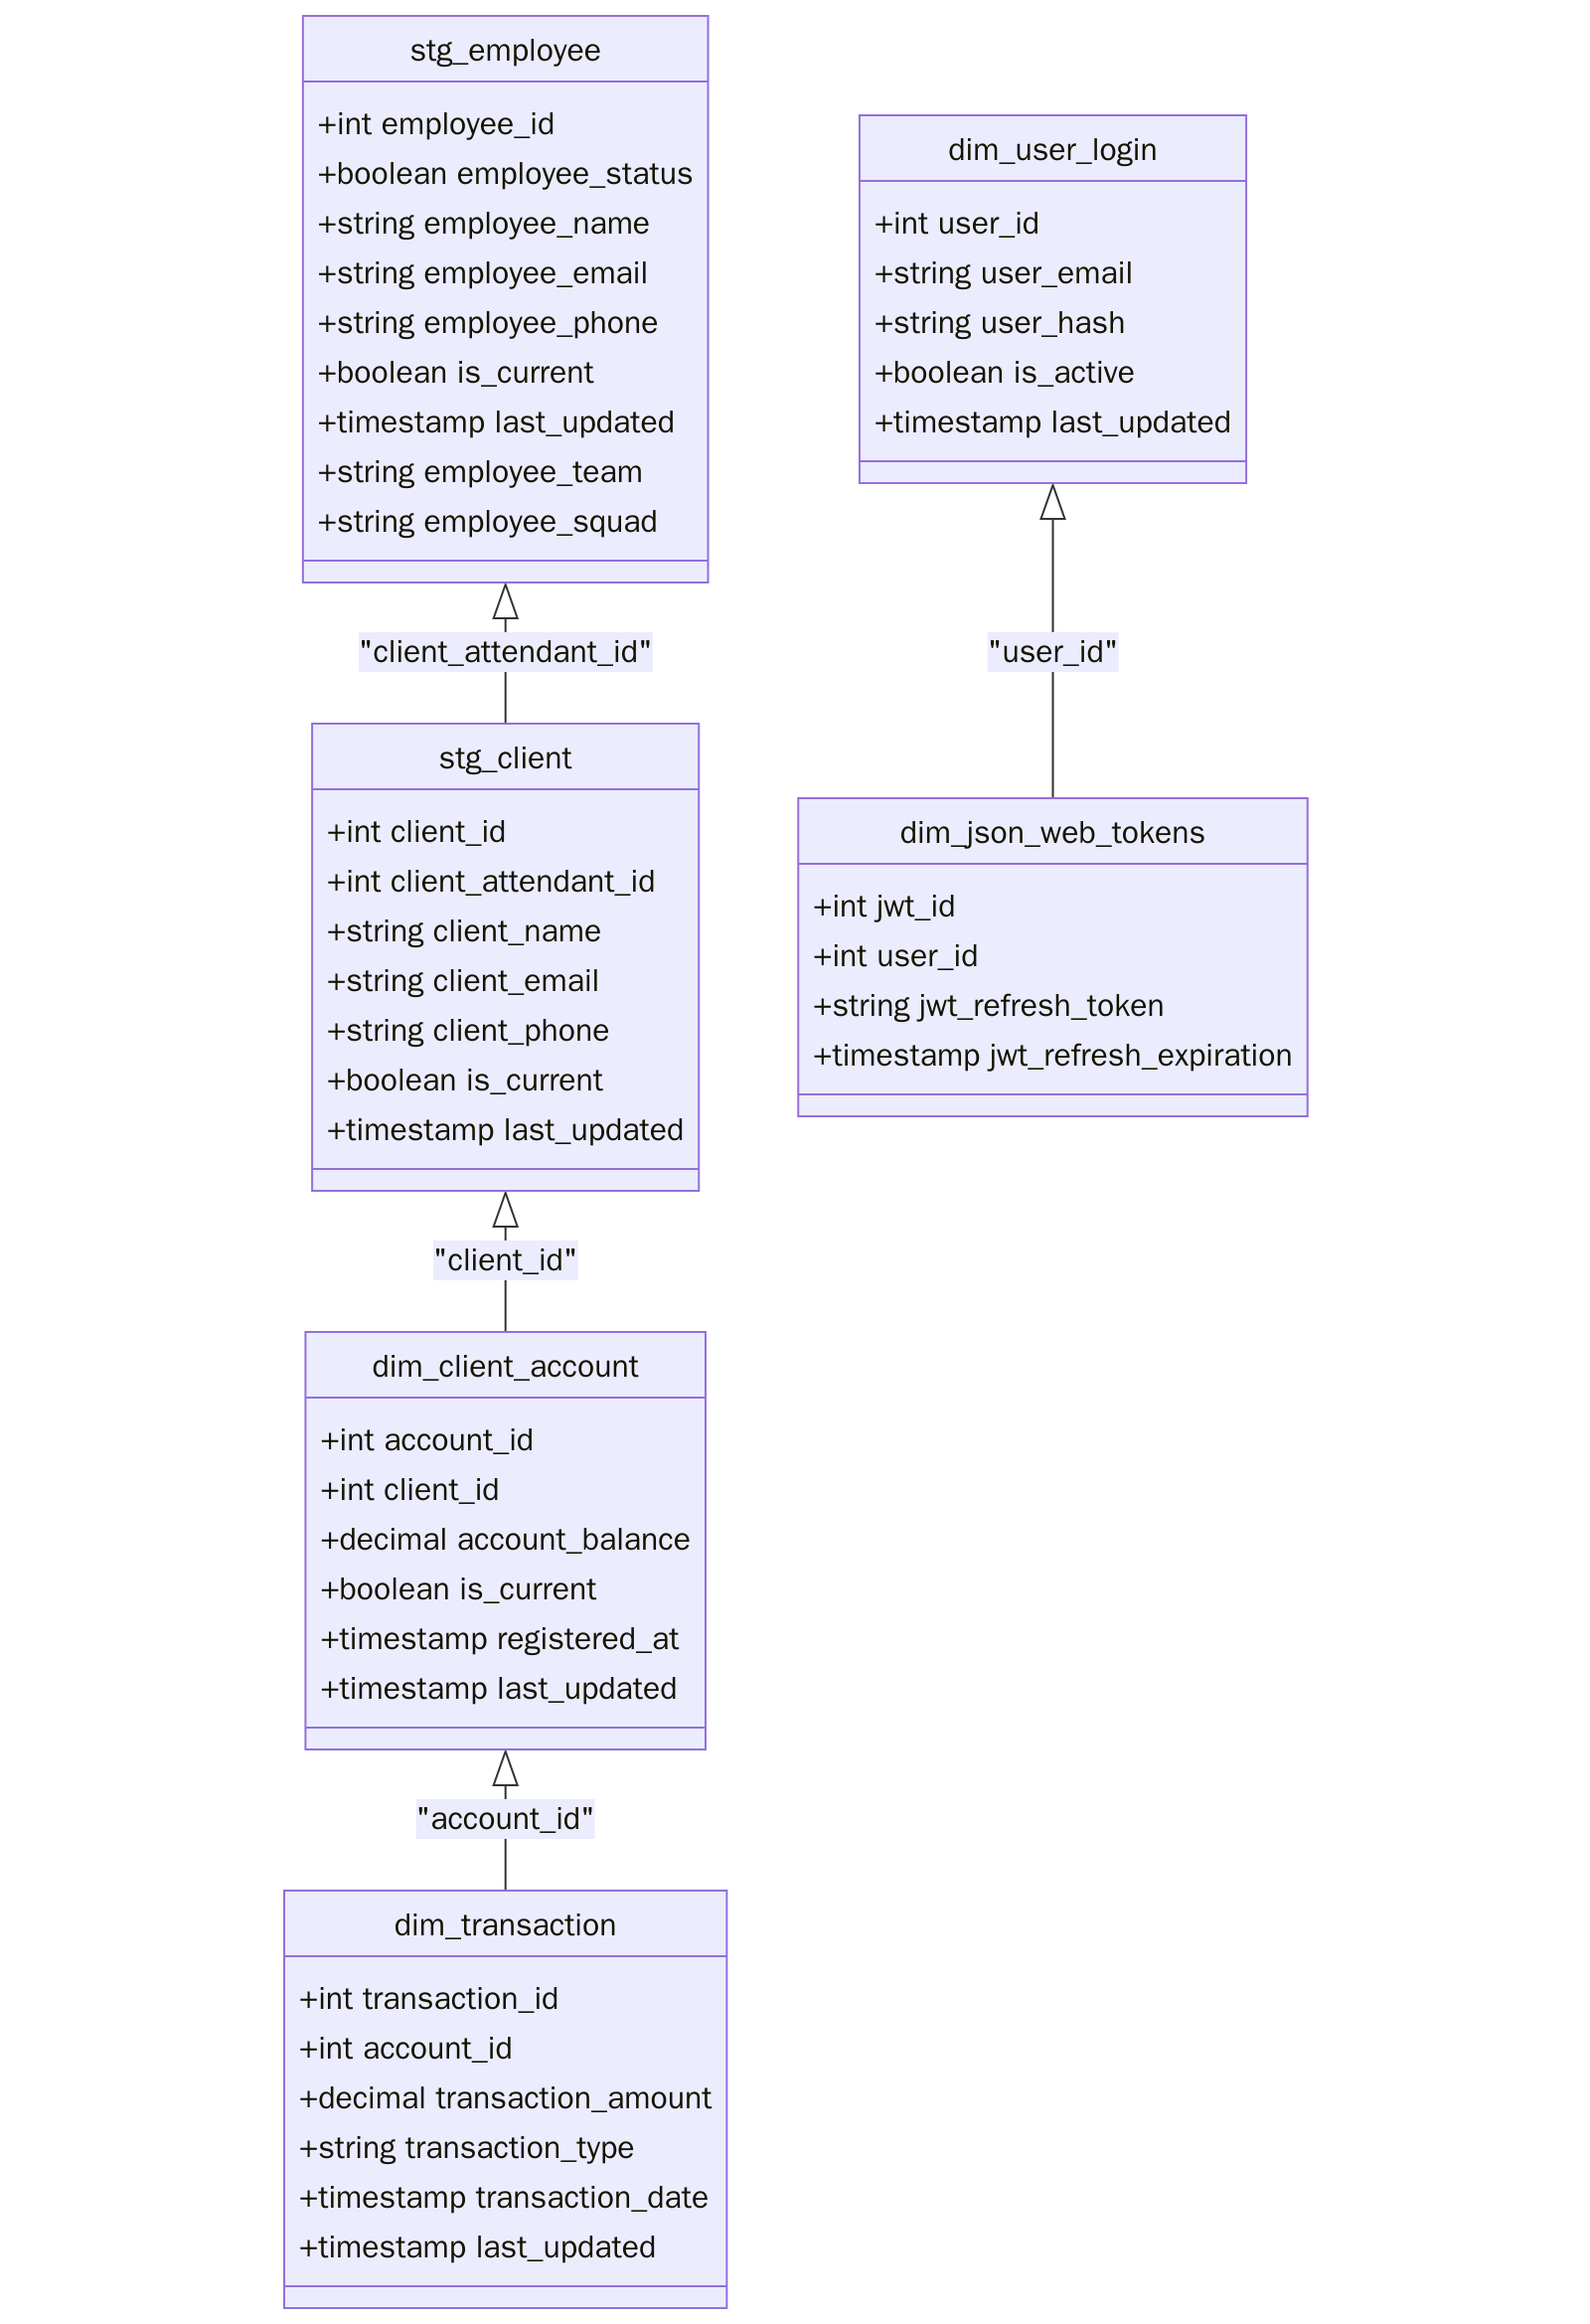 stg_employee
+int employee_id
+boolean employee_status
+string employee_name
+string employee_email
+string employee_phone
+boolean is_current
+timestamp last_updated
+string employee_team
+string employee_squad
"client_attendant_id"
stg_client
+int client_id
+int client_attendant_id
+string client_name
+string client_email
+string client_phone
+boolean is_current
+timestamp last_updated
"client_id"
dim_client_account
+int account_id
+int client_id
+decimal account_balance
+boolean is_current
+timestamp registered_at
+timestamp last_updated
"account_id"
dim_transaction
+int transaction_id
+int account_id
+decimal transaction_amount
+string transaction_type
+timestamp transaction_date
+timestamp last_updated
dim_user_login
+int user_id
+string user_email
+string user_hash
+boolean is_active
+timestamp last_updated
"user_id"
dim_json_web_tokens
+int jwt_id
+int user_id
+string jwt_refresh_token
+timestamp jwt_refresh_expiration